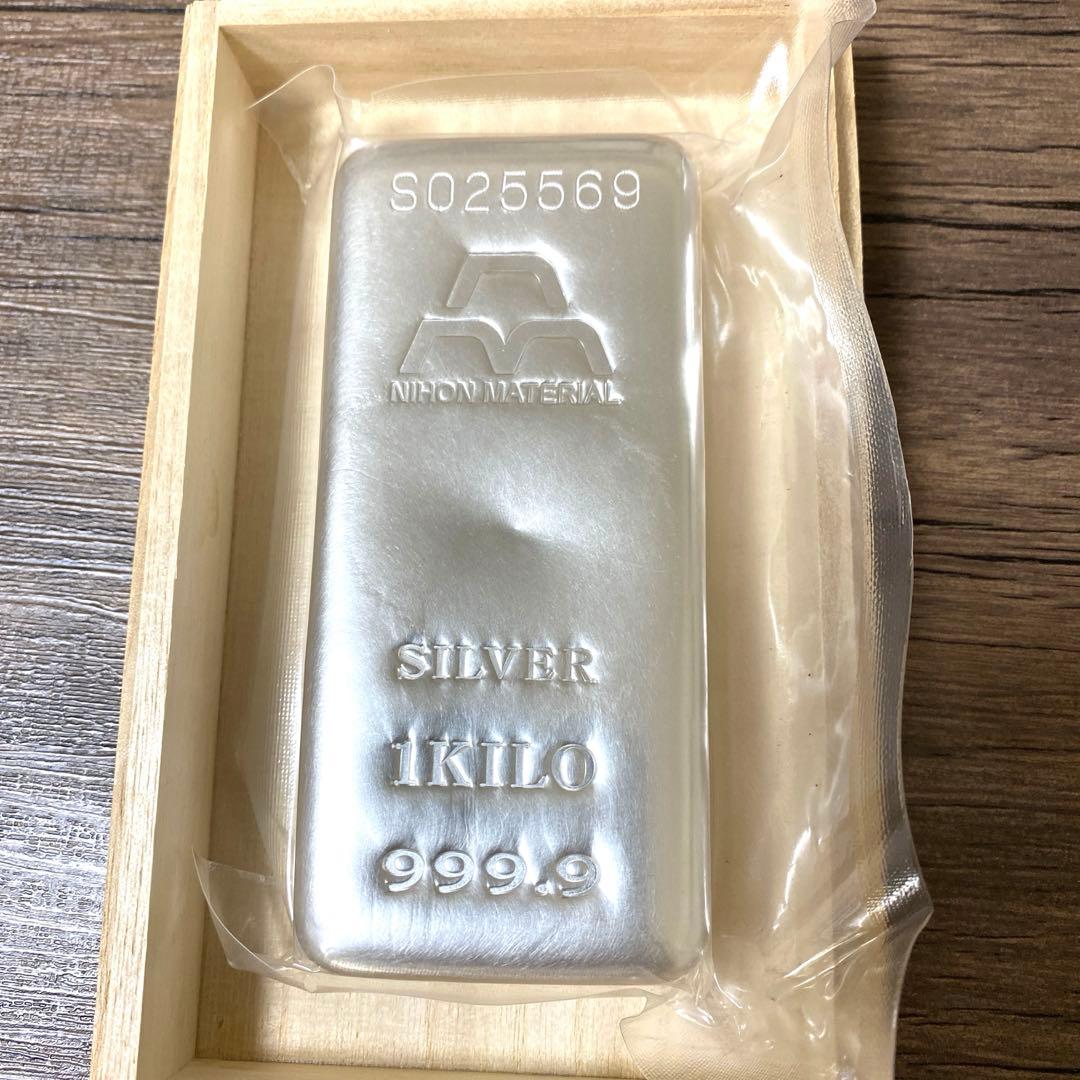 S025569
NIHON MATERIAL
SILVER
1KILO
999.9